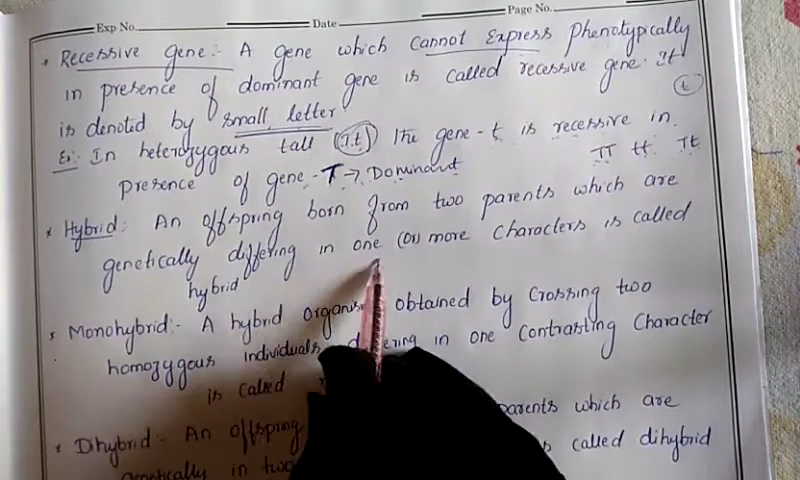 Exp No. Date Page No.
* Recessive gene:- A gene which cannot Express Phenotypically
in presence of dominant gene is called recessive gene. It
is denoted by small letter. t
Ex:- In heterozygous tall (Tt) The gene - t is recessive in
presence of gene - T → Dominant TT tt Tt
* Hybrid: An offspring born from two parents which are
genetically differing in one (or) more characters is called
hybrid
* Monohybrid:- A hybrid obtained by crossing two
homozygous individuals in one contrasting character
is called
* Dihybrid:- An offspring parents which are
genetically in two called dihybrid